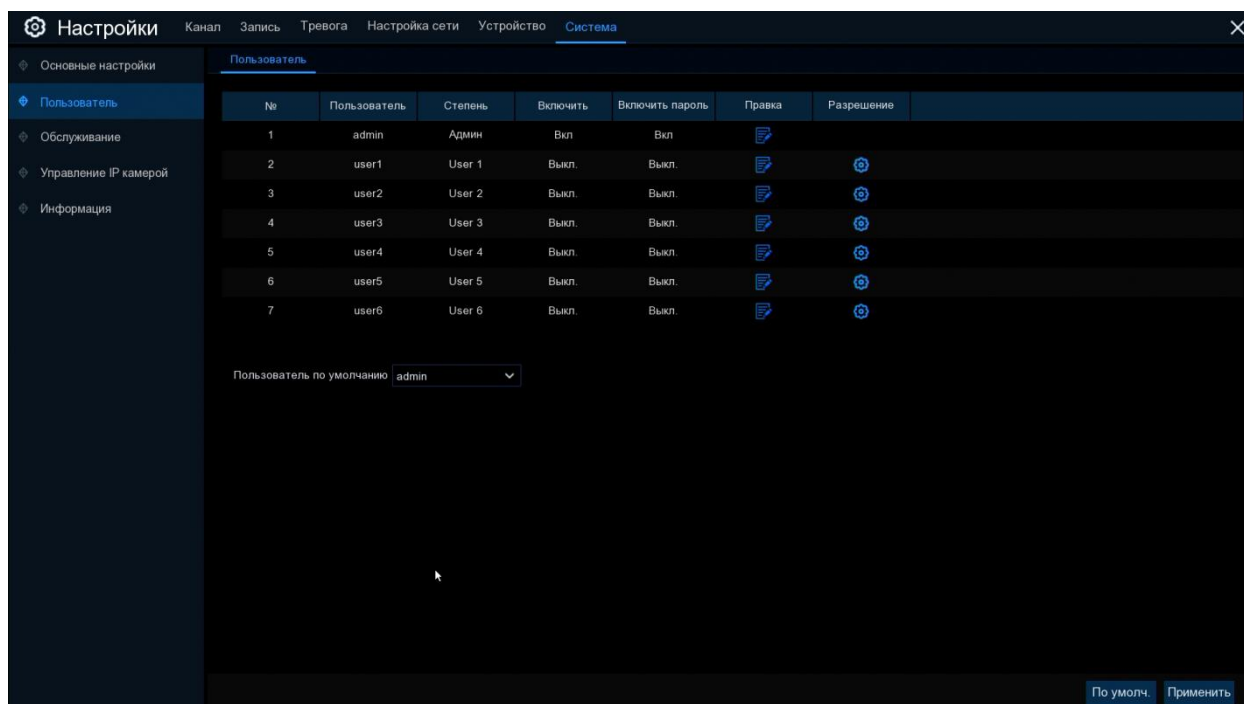 Настройки Канал Запись Тревога Настройка сети Устройство Система
Основные настройки
Пользователь
Обслуживание
Управление IP камерой
Информация
Пользователь
№ Пользователь Степень Включить Включить пароль Правка Разрешение
1 admin Админ Вкл Вкл
2 user1 User 1 Выкл. Выкл.
3 user2 User 2 Выкл. Выкл.
4 user3 User 3 Выкл. Выкл.
5 user4 User 4 Выкл. Выкл.
6 user5 User 5 Выкл. Выкл.
7 user6 User 6 Выкл. Выкл.
Пользователь по умолчанию admin
По умолч. Применить